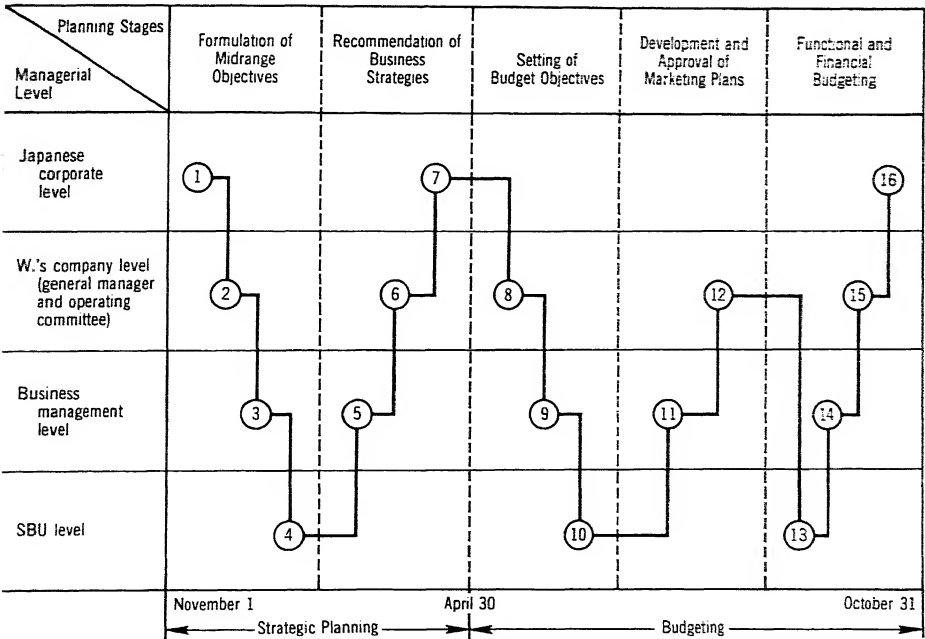 Planning Stages
Managerial
Level
Formulation of
Midrange
Objectives
Recommendation of
Business
Strategies
Setting of
Budget Objectives
Development and
Approval of
Marketing Plans
Functional and
Financial
Budgeting
Japanese
corporate
level
1
7
16
W.'s company level
(general manager
and operating
committee)
2
6
8
12
15
Business
management
level
3
5
9
11
14
SBU level
4
10
13
November 1
April 30
October 31
Strategic Planning
Budgeting